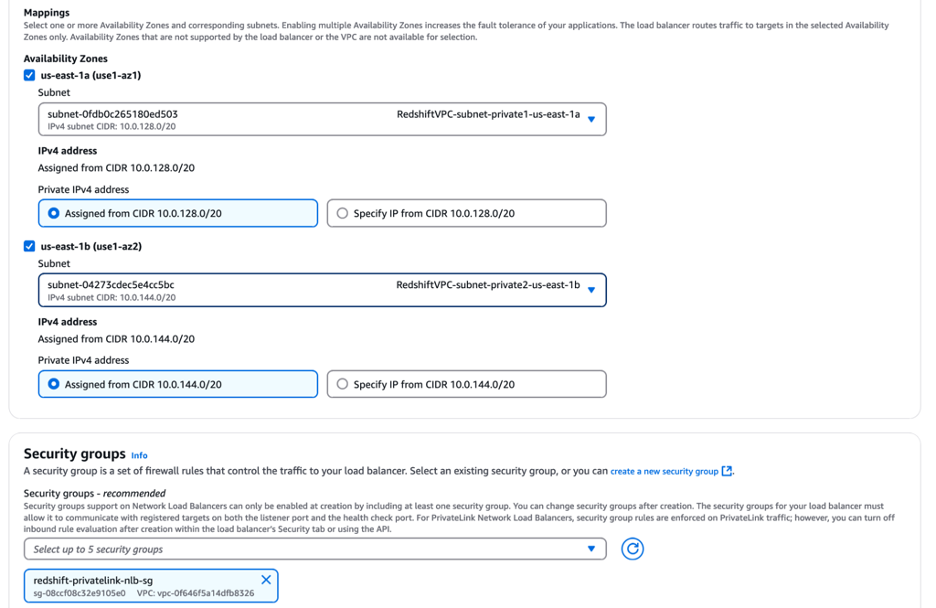 Mappings
Select one or more Availability Zones and corresponding subnets. Enabling multiple Availability Zones increases the fault tolerance of your applications. The load balancer routes traffic to targets in the selected Availability
Zones only. Availability Zones that are not supported by the load balancer or the VPC are not available for selection.
Availability Zones
us-east-1a (use1-az1)
Subnet
subnet-0fdb0c265180ed503 RedshiftVPC-subnet-private1-us-east-1a
IPv4 subnet CIDR: 10.0.128.0/20
IPv4 address
Assigned from CIDR 10.0.128.0/20
Private IPv4 address
Assigned from CIDR 10.0.128.0/20 Specify IP from CIDR 10.0.128.0/20
us-east-1b (use1-az2)
Subnet
subnet-04273cdec5e4cc5bc RedshiftVPC-subnet-private2-us-east-1b
IPv4 subnet CIDR: 10.0.144.0/20
IPv4 address
Assigned from CIDR 10.0.144.0/20
Private IPv4 address
Assigned from CIDR 10.0.144.0/20 Specify IP from CIDR 10.0.144.0/20
Security groups Info
A security group is a set of firewall rules that control the traffic to your load balancer. Select an existing security group, or you can create a new security group.
Security groups - recommended
Security groups support on Network Load Balancers can only be enabled at creation by including at least one security group. You can change security groups after creation. The security groups for your load balancer must
allow it to communicate with registered targets on both the listener port and the health check port. For PrivateLink Network Load Balancers, security group rules are enforced on PrivateLink traffic; however, you can turn off
inbound rule evaluation after creation within the load balancer's Security tab or using the API.
Select up to 5 security groups
redshift-privatelink-nlb-sg
sg-08ccf08c32e9105e0 VPC: vpc-0f646f5a14dfb8326